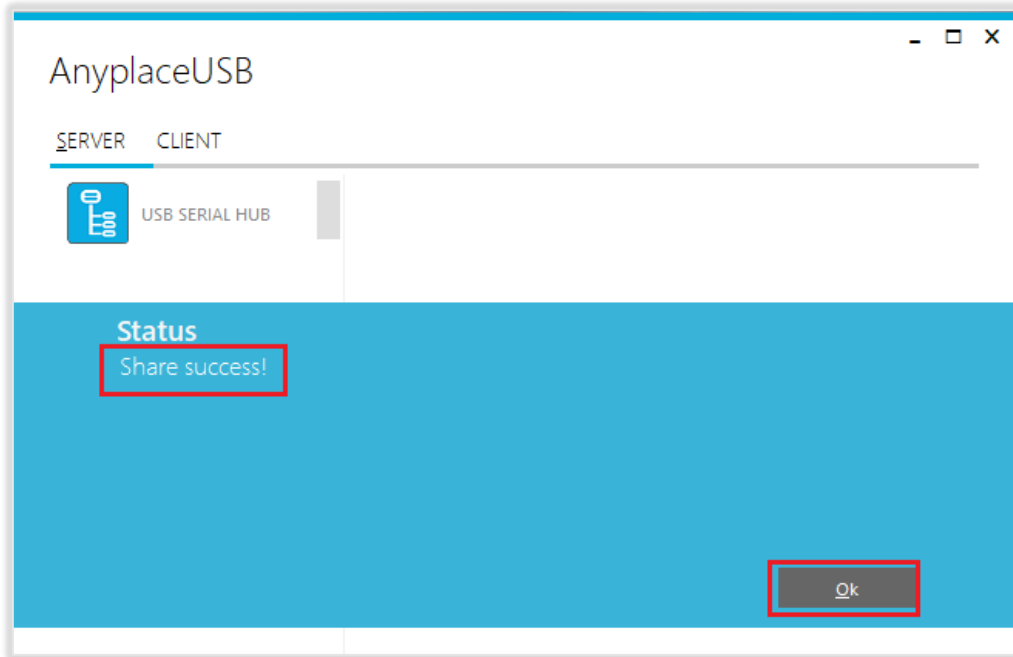 AnyplaceUSB
SERVER CLIENT
USB SERIAL HUB
Status
Share success!
Ok